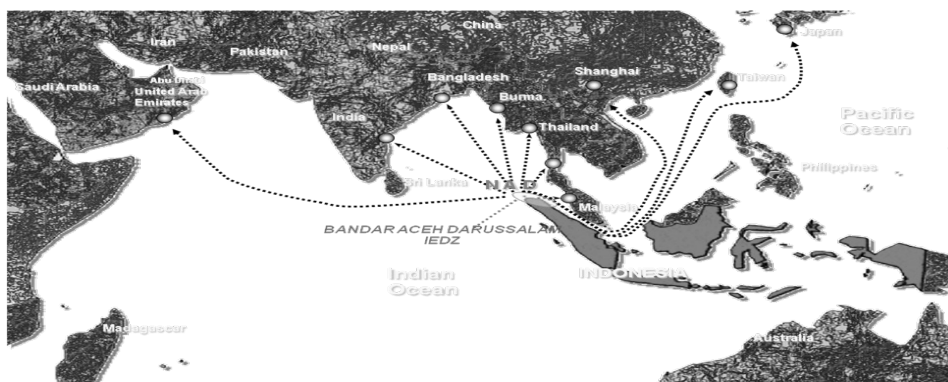 China
Japan
Iran
Nepal
Pakistan
Shanghai
Bangladesh
Taiwan
Abu Dhabi
Saudi Arabia
United Arab
Emirates
Burma
India
Thailand
Pacific
Ocean
Philippines
Sri Lanka
NAD
Malaysia
BANDAR ACEH DARUSSALAM
IEDZ
Indian
Ocean
INDONESIA
Madagascar
Australia